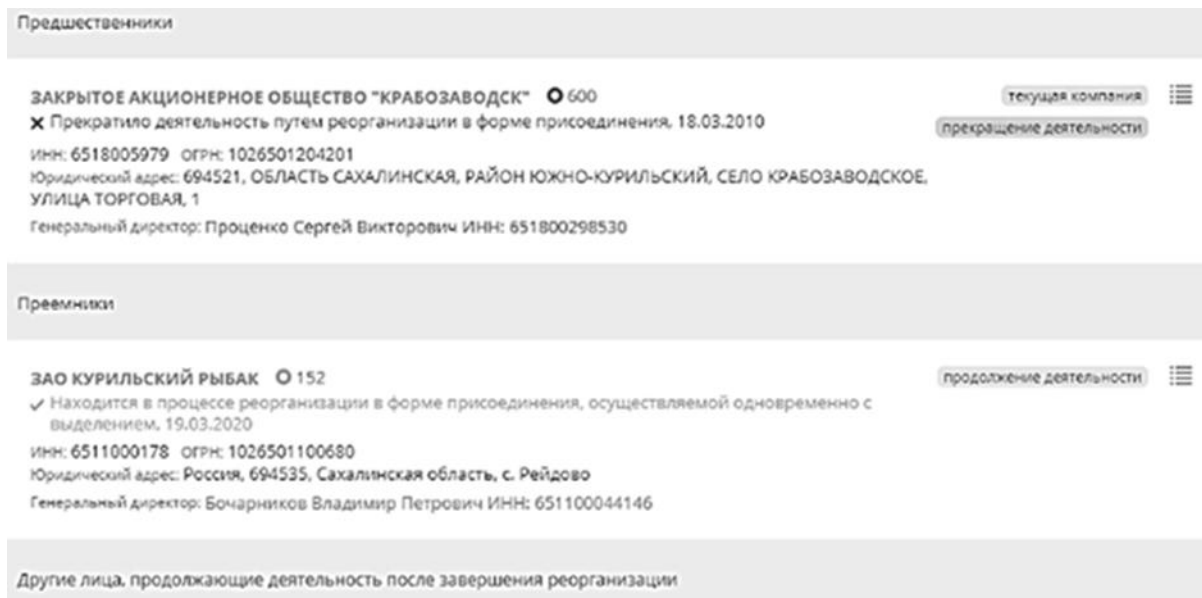 Предшественники
ЗАКРЫТОЕ АКЦИОНЕРНОЕ ОБЩЕСТВО "КРАБОЗАВОДСК" 600
текущая компания
Прекратило деятельность путем реорганизации в форме присоединения, 18.03.2010
прекращение деятельности
ИНН: 6518005979 ОГРН: 1026501204201
Юридический адрес: 694521, ОБЛАСТЬ САХАЛИНСКАЯ, РАЙОН ЮЖНО-КУРИЛЬСКИЙ, СЕЛО КРАБОЗАВОДСКОЕ,
УЛИЦА ТОРГОВАЯ, 1
Генеральный директор: Проценко Сергей Викторович ИНН: 651800298530
Преемники
ЗАО КУРИЛЬСКИЙ РЫБАК 152
продолжение деятельности
Находится в процессе реорганизации в форме присоединения, осуществляемой одновременно с
выделением, 19.03.2020
ИНН: 6511000178 ОГРН: 1026501100680
Юридический адрес: Россия, 694535, Сахалинская область, с. Рейдово
Генеральный директор: Бочарников Владимир Петрович ИНН: 651100044146
Другие лица, продолжающие деятельность после завершения реорганизации